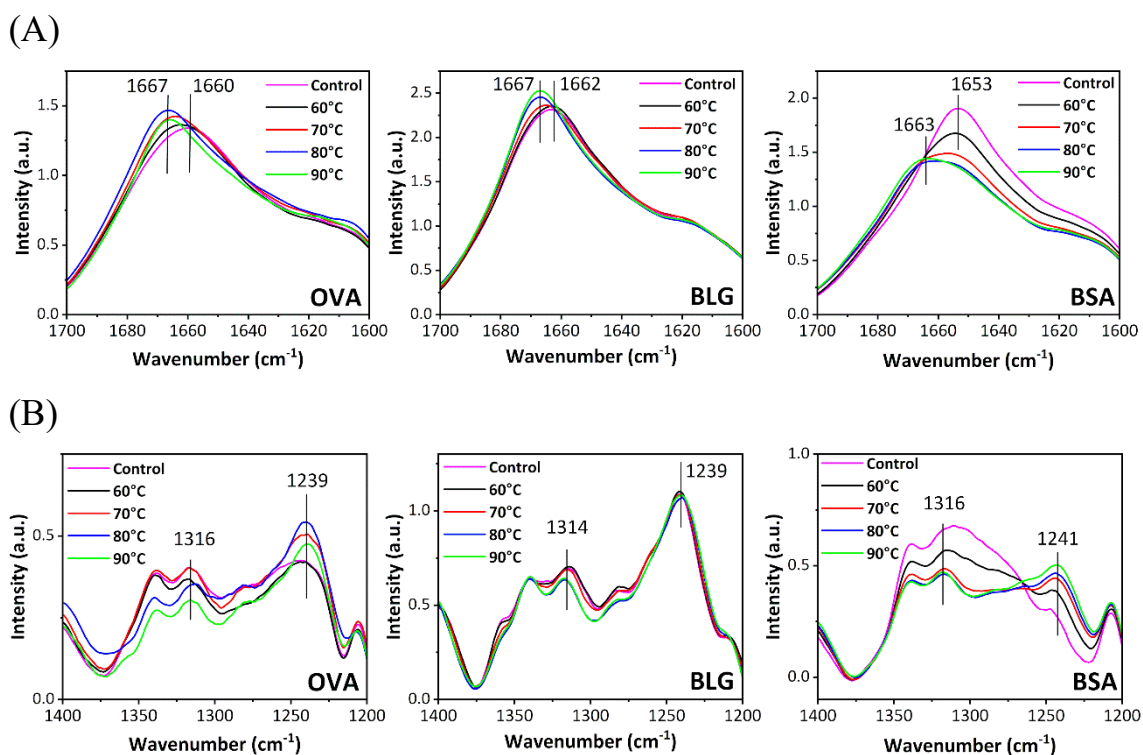 (A)
1667 1660
Control
60°C
70°C
80°C
90°C
OVA
0.0
0.5
1.0
1.5
1700 1680 1660 1640 1620 1600
Wavenumber (cm⁻¹)
Intensity (a.u.)
1667 1662
Control
60°C
70°C
80°C
90°C
BLG
0.0
0.5
1.0
1.5
2.0
2.5
1700 1680 1660 1640 1620 1600
Wavenumber (cm⁻¹)
Intensity (a.u.)
1653
1663
Control
60°C
70°C
80°C
90°C
BSA
0.0
0.5
1.0
1.5
2.0
1700 1680 1660 1640 1620 1600
Wavenumber (cm⁻¹)
Intensity (a.u.)
(B)
Control
60°C
70°C
80°C
90°C
1239
1316
OVA
0.0
0.5
1400 1350 1300 1250 1200
Wavenumber (cm⁻¹)
Intensity (a.u.)
Control
60°C
70°C
80°C
90°C
1239
1314
BLG
0.0
0.5
1.0
1400 1350 1300 1250 1200
Wavenumber (cm⁻¹)
Intensity (a.u.)
Control
60°C
70°C
80°C
90°C
1316
1241
BSA
0.0
0.5
1.0
1400 1350 1300 1250 1200
Wavenumber (cm⁻¹)
Intensity (a.u.)